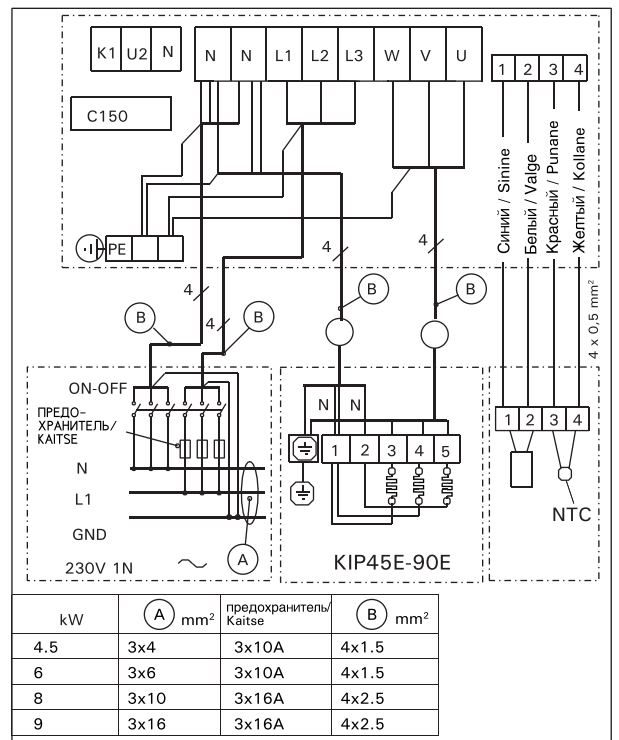 K1 U2 N
N N L1 L2 L3 W V U
1 2 3 4
C150
Синий / Sinine
Белый / Valge
Красный / Punane
Желтый / Kollane
PE
4
4
4
4
B
B
B
B
4 x 0,5 mm²
ON-OFF
ПРЕДО-
ХРАНИТЕЛЬ/
KAITSE
N
L1
GND
230V 1N
A
N N
1 2 3 4 5
KIP45E-90E
1 2 3 4
NTC
kW A mm² предохранитель/ Kaitse B mm²
4.5 3x4 3x10A 4x1.5
6 3x6 3x10A 4x1.5
8 3x10 3x16A 4x2.5
9 3x16 3x16A 4x2.5